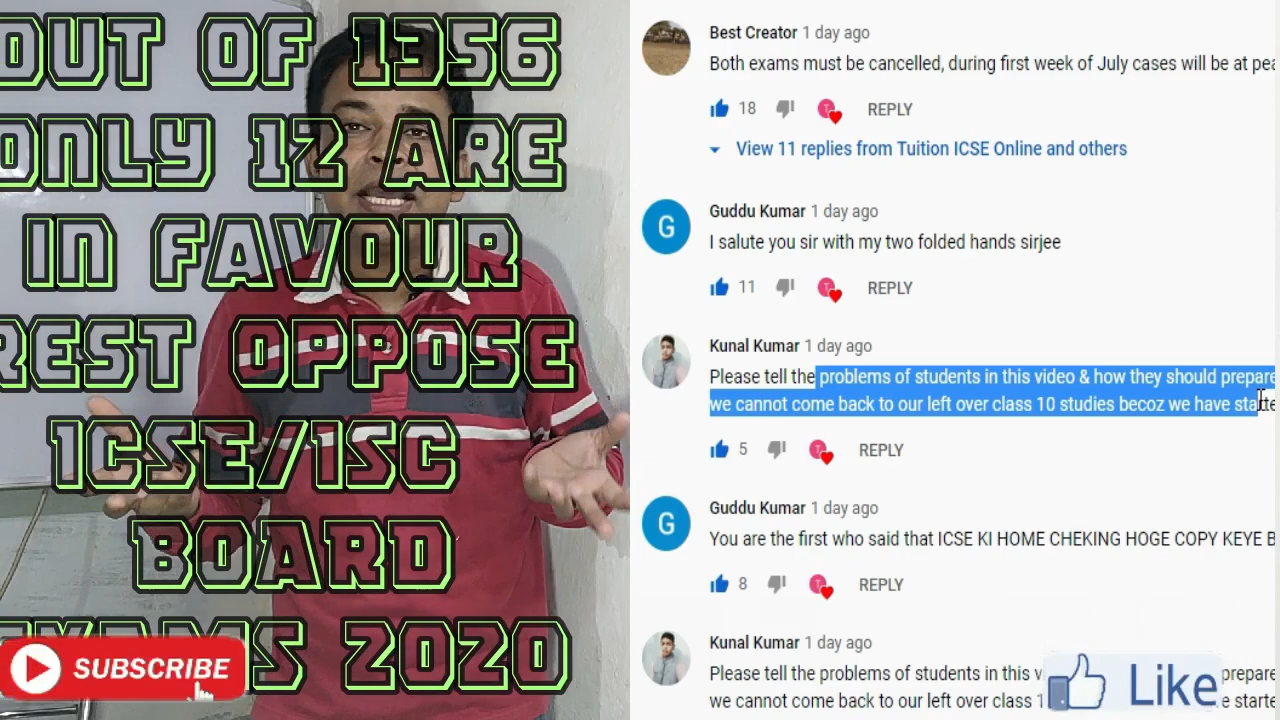 OUT OF 1356
ONLY 12 ARE
IN FAVOUR
REST OPPOSE
ICSE/ISC
BOARD
EXAMS 2020
SUBSCRIBE
Best Creator 1 day ago
Both exams must be cancelled, during first week of July cases will be at pea
18 REPLY
View 11 replies from Tuition ICSE Online and others
G
Guddu Kumar 1 day ago
I salute you sir with my two folded hands sirjee
11 REPLY
Kunal Kumar 1 day ago
Please tell the problems of students in this video & how they should prepare
we cannot come back to our left over class 10 studies becoz we have starte
5 REPLY
G
Guddu Kumar 1 day ago
You are the first who said that ICSE KI HOME CHEKING HOGE COPY KEYE B
8 REPLY
Kunal Kumar 1 day ago
Please tell the problems of students in this v prepare
we cannot come back to our left over class 1 e starte
Like